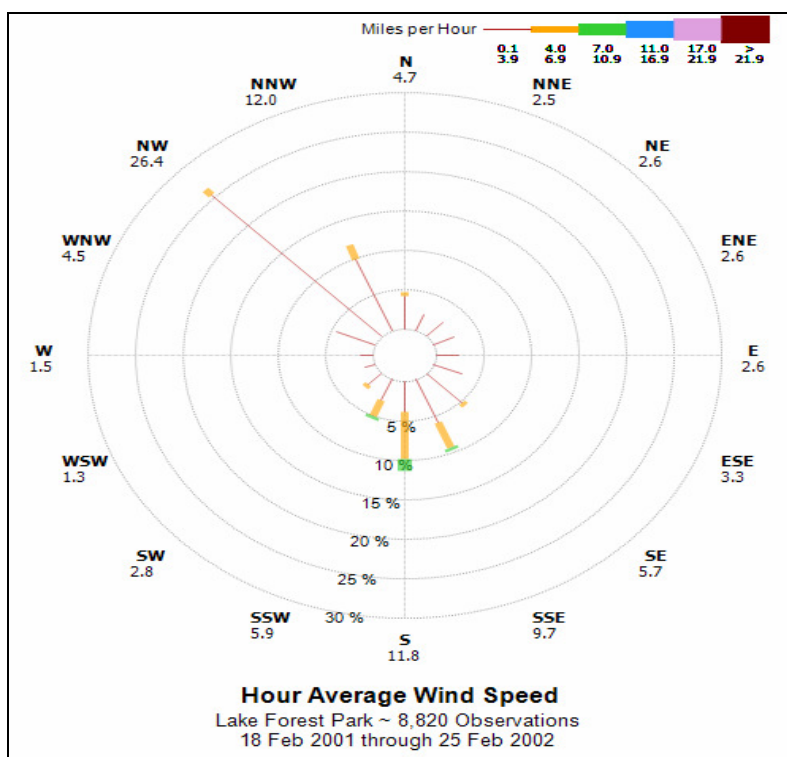 Miles per Hour
0.1 4.0 7.0 11.0 17.0 >
3.9 6.9 10.9 16.9 21.9 21.9
N
4.7
NNW
12.0
NNE
2.5
NW
26.4
NE
2.6
WNW
4.5
ENE
2.6
W
1.5
E
2.6
5 %
10 %
WSW
1.3
ESE
3.3
15 %
20 %
SW
2.8
SE
5.7
25 %
30 %
SSW
5.9
SSE
9.7
S
11.8
Hour Average Wind Speed
Lake Forest Park ~ 8,820 Observations
18 Feb 2001 through 25 Feb 2002